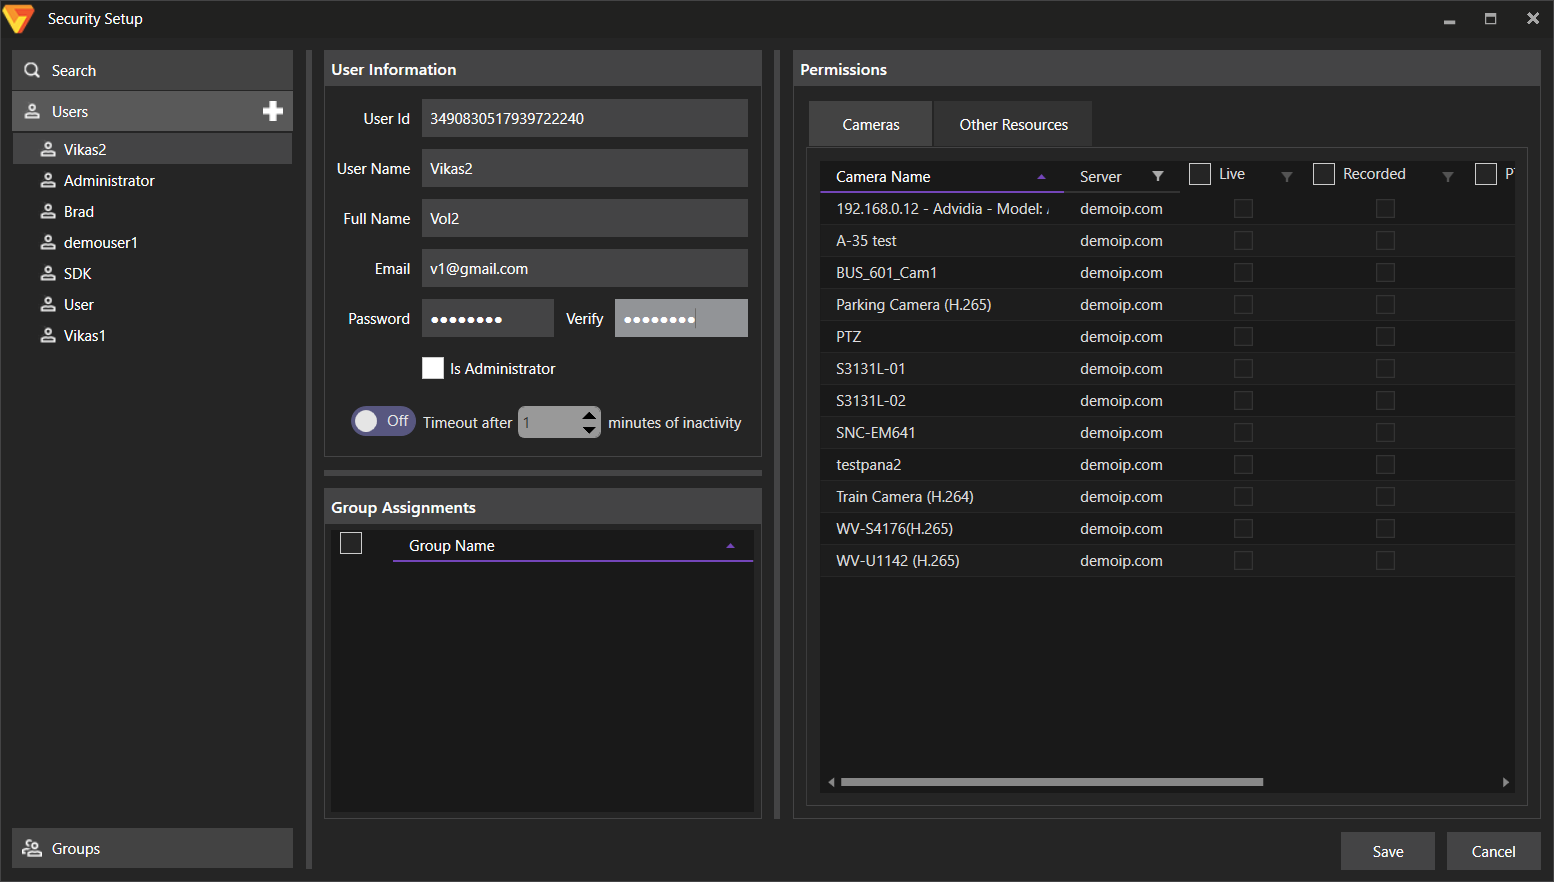 Security Setup
Search
Users
Vikas2
Administrator
Brad
demouser1
SDK
User
Vikas1
Groups
User Information
User Id 3490830517939722240
User Name Vikas2
Full Name Vol2
Email v1@gmail.com
Password ●●●●●●●● Verify ●●●●●●●●
Is Administrator
Off Timeout after 1 minutes of inactivity
Group Assignments
Group Name
Permissions
Cameras Other Resources
Camera Name Server Live Recorded
192.168.0.12 - Advidia - Model: demoip.com
A-35 test demoip.com
BUS_601_Cam1 demoip.com
Parking Camera (H.265) demoip.com
PTZ demoip.com
S3131L-01 demoip.com
S3131L-02 demoip.com
SNC-EM641 demoip.com
testpana2 demoip.com
Train Camera (H.264) demoip.com
WV-S4176(H.265) demoip.com
WV-U1142 (H.265) demoip.com
Save Cancel